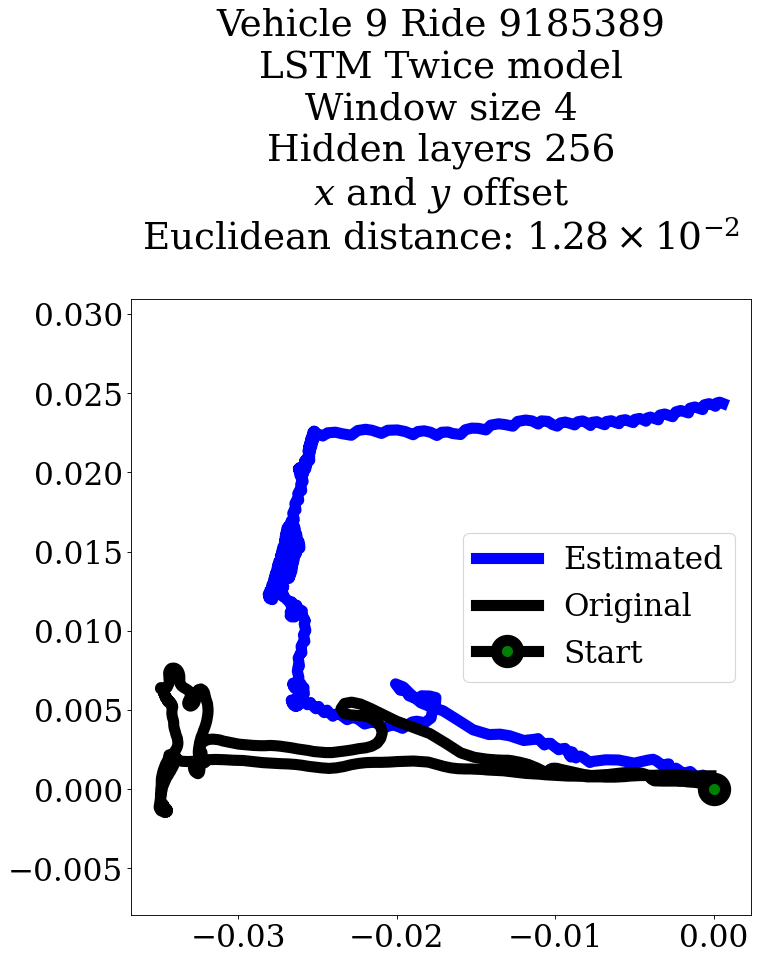 Vehicle 9 Ride 9185389
LSTM Twice model
Window size 4
Hidden layers 256
x and y offset
Euclidean distance: 1.28 × 10⁻²
0.030
0.025
0.020
0.015
0.010
0.005
0.000
−0.005
Estimated
Original
Start
−0.03 −0.02 −0.01 0.00